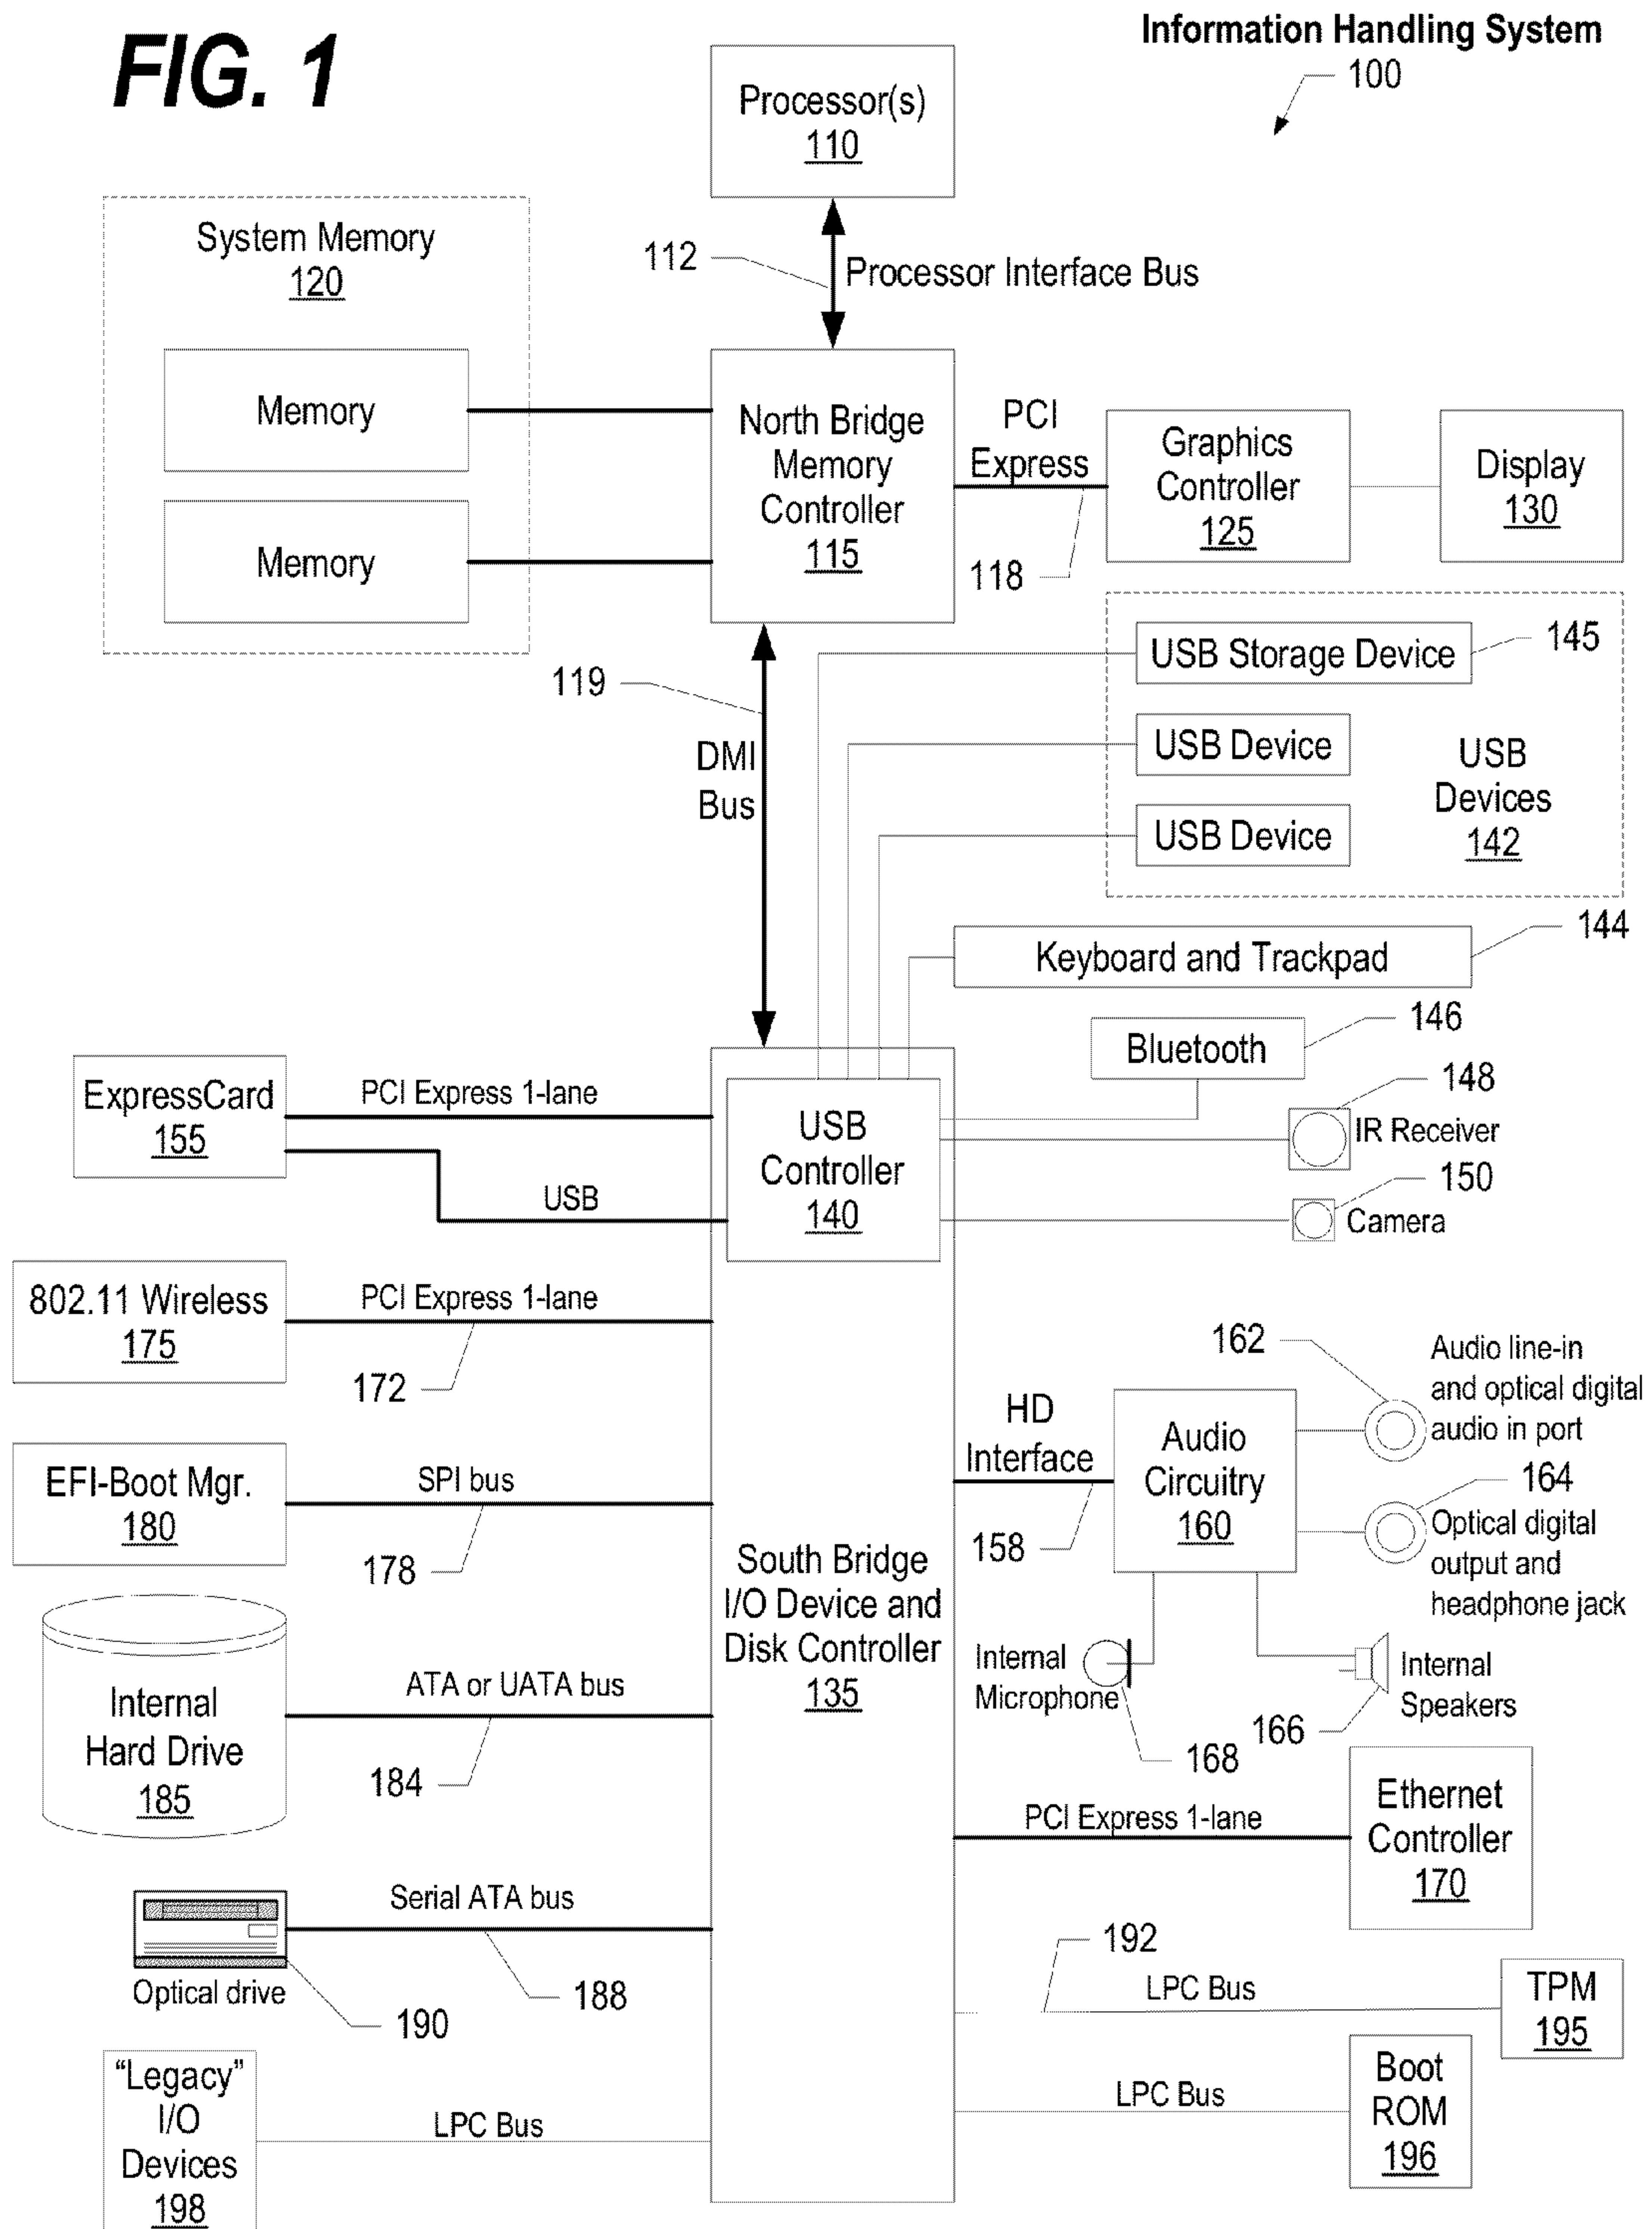 FIG. 1
Information Handling System
100
Processor(s)
110
System Memory
120
112
Processor Interface Bus
Memory
Memory
North Bridge
Memory
Controller
115
PCI
Express
118
Graphics
Controller
125
Display
130
119
DMI
Bus
USB Storage Device
145
USB Device
USB Device
USB
Devices
142
144
Keyboard and Trackpad
146
Bluetooth
148
IR Receiver
150
Camera
ExpressCard
155
PCI Express 1-lane
USB
USB
Controller
140
802.11 Wireless
175
PCI Express 1-lane
172
EFI-Boot Mgr.
180
SPI bus
178
162
Audio line-in
and optical digital
audio in port
HD
Interface
158
Audio
Circuitry
160
164
Optical digital
output and
headphone jack
South Bridge
I/O Device and
Disk Controller
135
Internal
Microphone
168
Internal
Speakers
166
Internal
Hard Drive
185
ATA or UATA bus
184
PCI Express 1-lane
Ethernet
Controller
170
Serial ATA bus
188
Optical drive
190
192
LPC Bus
TPM
195
"Legacy"
I/O
Devices
198
LPC Bus
LPC Bus
Boot
ROM
196